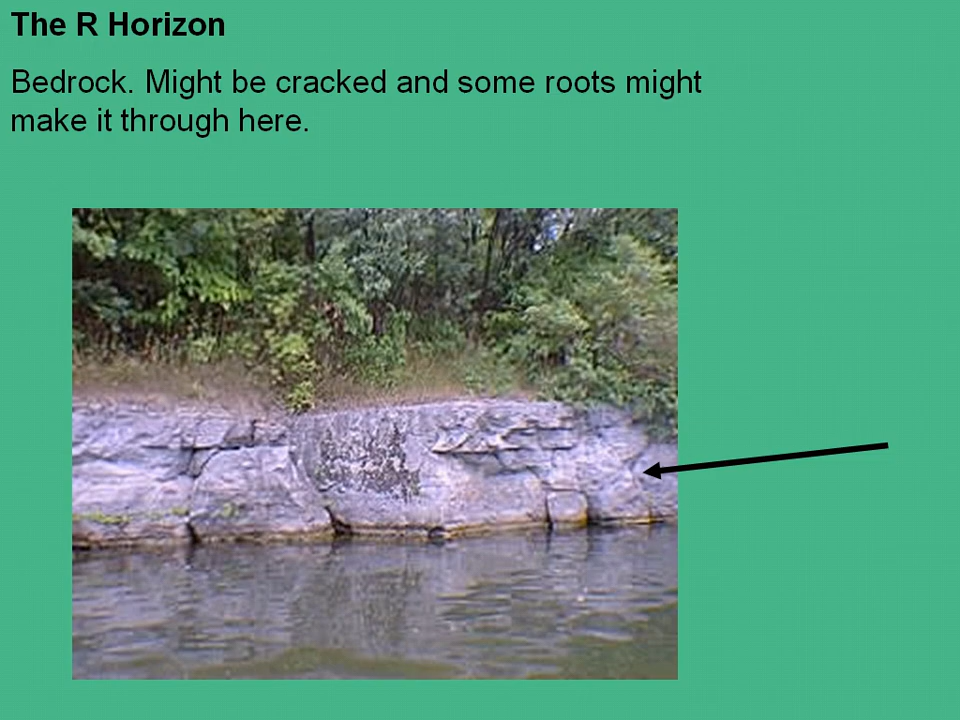 The R Horizon
Bedrock. Might be cracked and some roots might
make it through here.